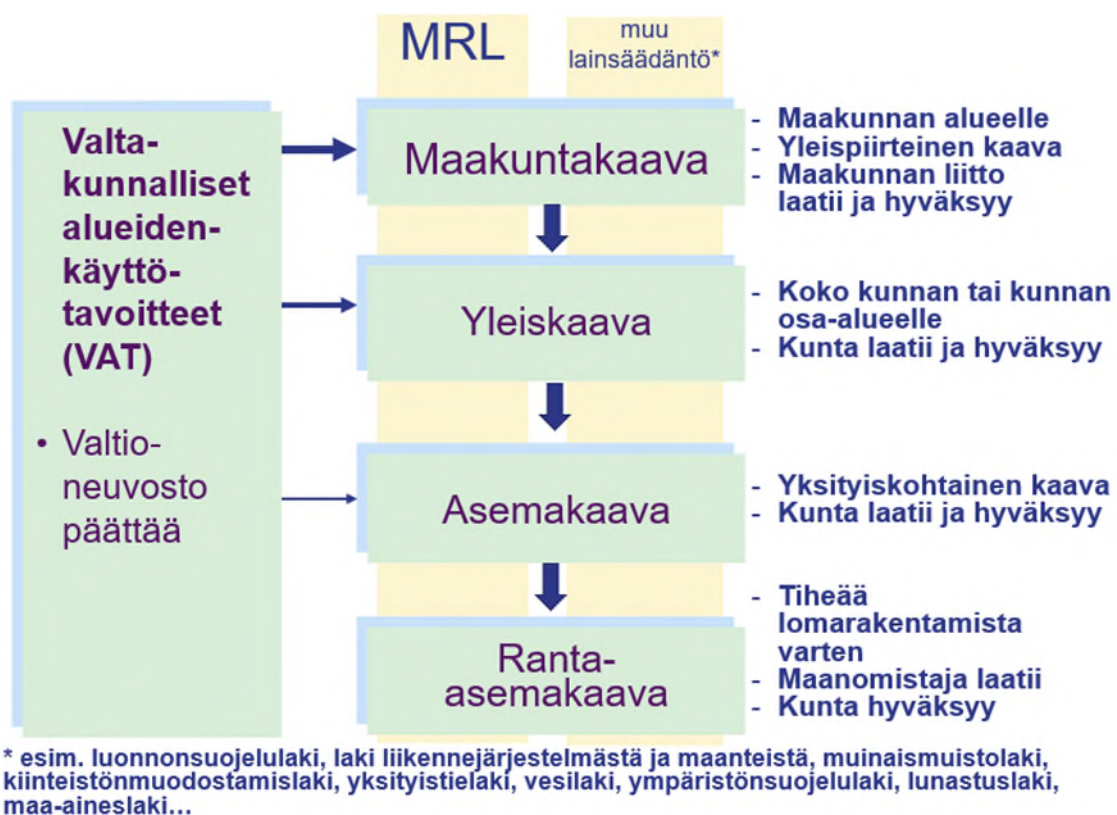 MRL
muu
lainsäädäntö*
Valta-
kunnalliset
alueiden-
käyttö-
tavoitteet
(VAT)
• Valtio-
neuvosto
päättää
Maakuntakaava
- Maakunnan alueelle
- Yleispiirteinen kaava
- Maakunnan liitto
laatii ja hyväksyy
Yleiskaava
- Koko kunnan tai kunnan
osa-alueelle
- Kunta laatii ja hyväksyy
Asemakaava
- Yksityiskohtainen kaava
- Kunta laatii ja hyväksyy
Ranta-
asemakaava
- Tiheää
lomarakentamista
varten
- Maanomistaja laatii
- Kunta hyväksyy
* esim. luonnonsuojelulaki, laki liikennejärjestelmästä ja maanteistä, muinaismuistolaki,
kiinteistönmuodostamislaki, yksityistielaki, vesilaki, ympäristönsuojelulaki, lunastuslaki,
maa-aineslaki...